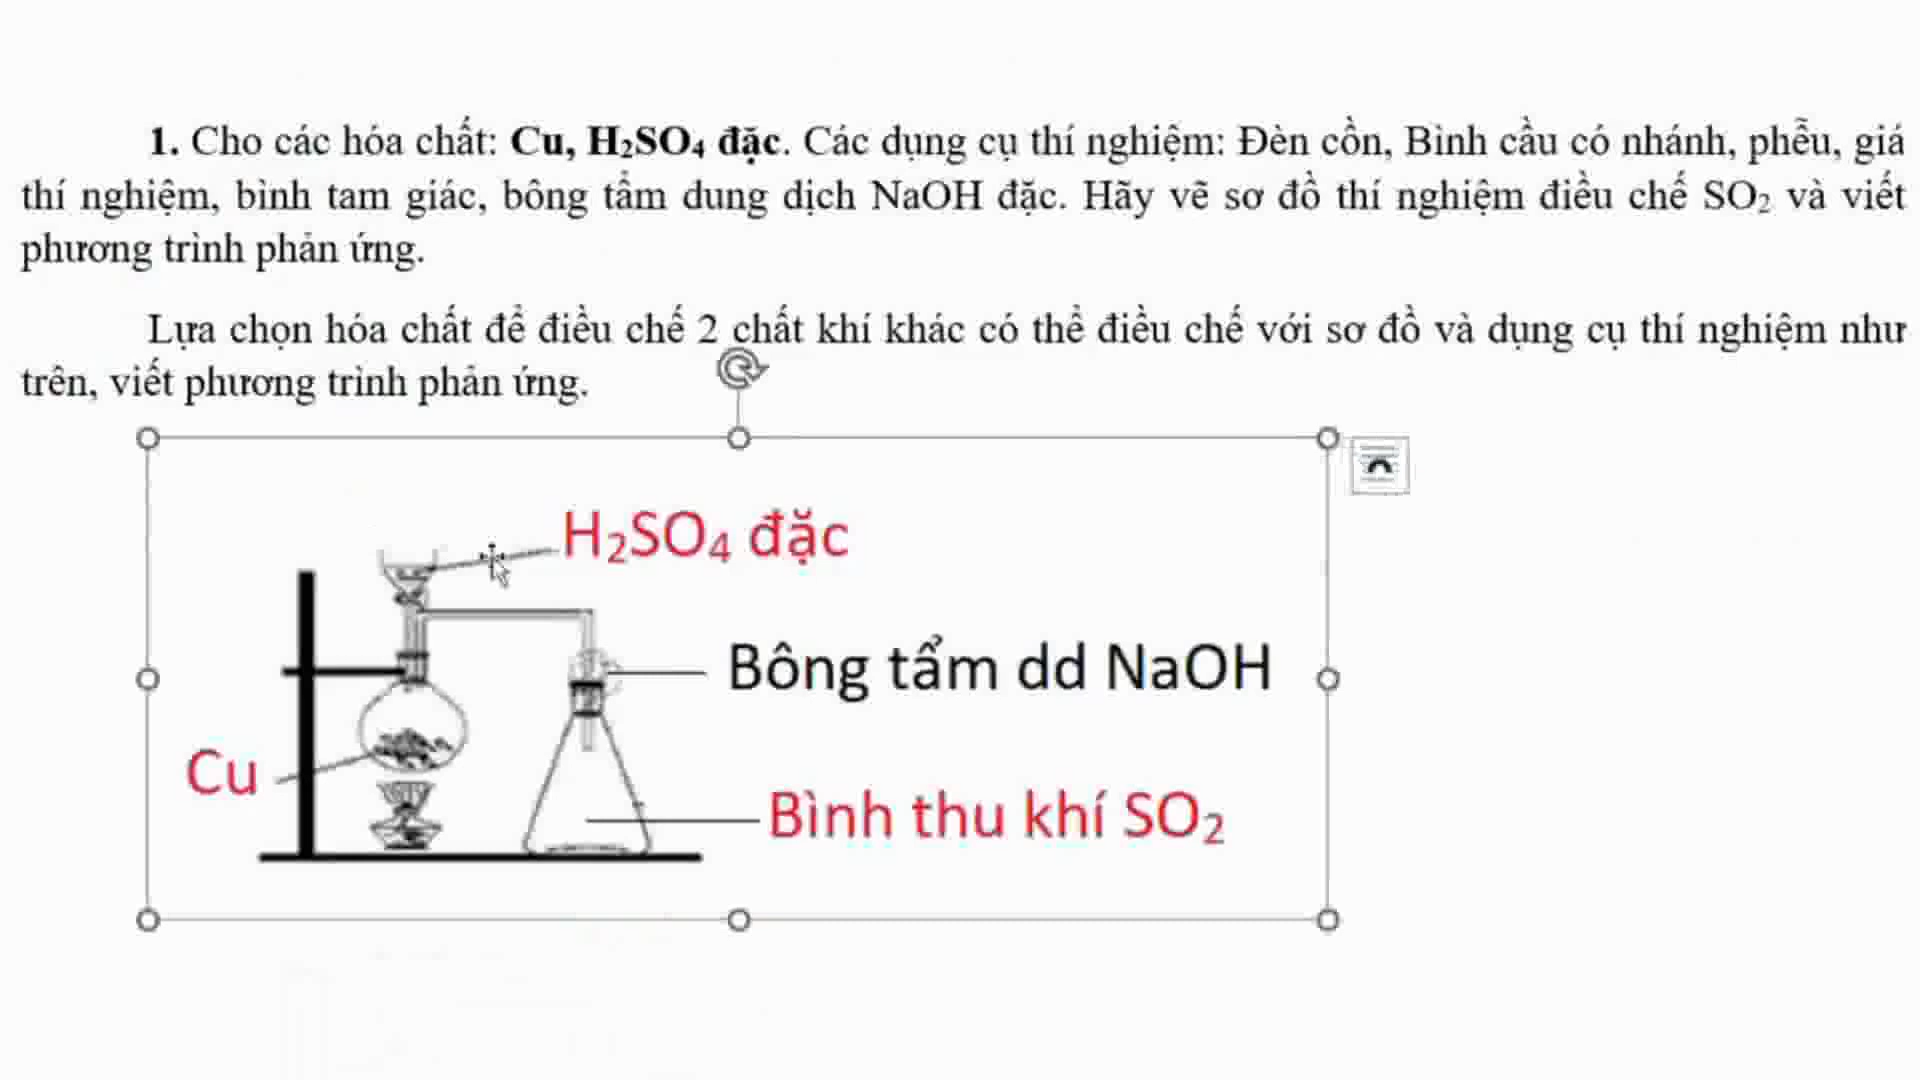 1. Cho các hóa chất: Cu, H₂SO₄ đặc. Các dụng cụ thí nghiệm: Đèn cồn, Bình cầu có nhánh, phễu, giá
thí nghiệm, bình tam giác, bông tẩm dung dịch NaOH đặc. Hãy vẽ sơ đồ thí nghiệm điều chế SO₂ và viết
phương trình phản ứng.
Lựa chọn hóa chất để điều chế 2 chất khí khác có thể điều chế với sơ đồ và dụng cụ thí nghiệm như
trên, viết phương trình phản ứng.
H₂SO₄ đặc
Bông tẩm dd NaOH
Cu
Bình thu khí SO₂